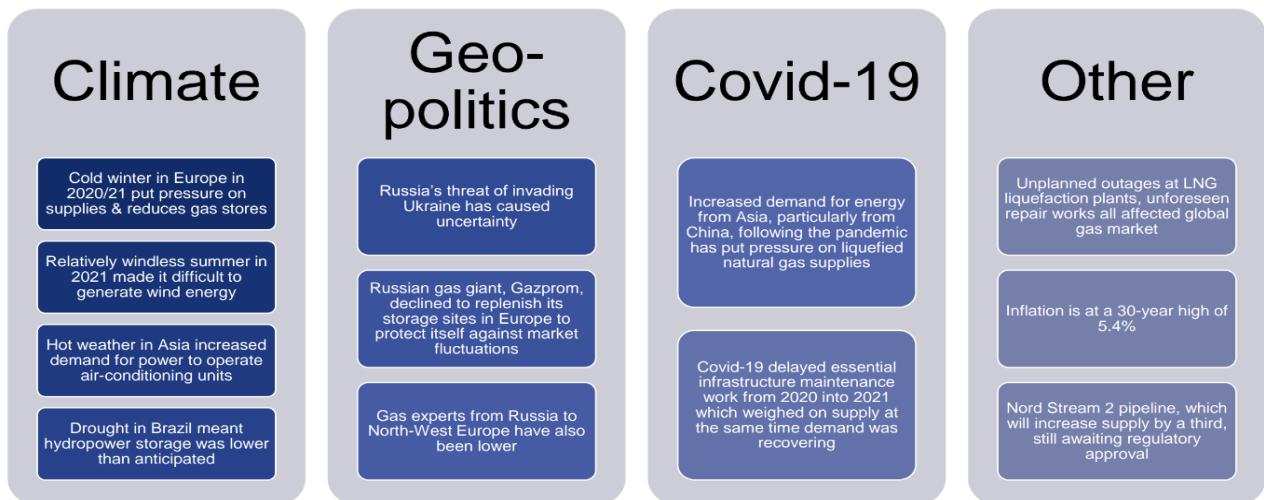 Climate
Cold winter in Europe in
2020/21 put pressure on
supplies & reduces gas stores
Relatively windless summer in
2021 made it difficult to
generate wind energy
Hot weather in Asia increased
demand for power to operate
air-conditioning units
Drought in Brazil meant
hydropower storage was lower
than anticipated
Geo-
politics
Russia's threat of invading
Ukraine has caused
uncertainty
Russian gas giant, Gazprom,
declined to replenish its
storage sites in Europe to
protect itself against market
fluctuations
Gas experts from Russia to
North-West Europe have also
been lower
Covid-19
Increased demand for energy
from Asia, particularly from
China, following the pandemic
has put pressure on liquefied
natural gas supplies
Covid-19 delayed essential
infrastructure maintenance
work from 2020 into 2021
which weighed on supply at
the same time demand was
recovering
Other
Unplanned outages at LNG
liquefaction plants, unforeseen
repair works all affected global
gas market
Inflation is at a 30-year high of
5.4%
Nord Stream 2 pipeline, which
will increase supply by a third,
still awaiting regulatory
approval